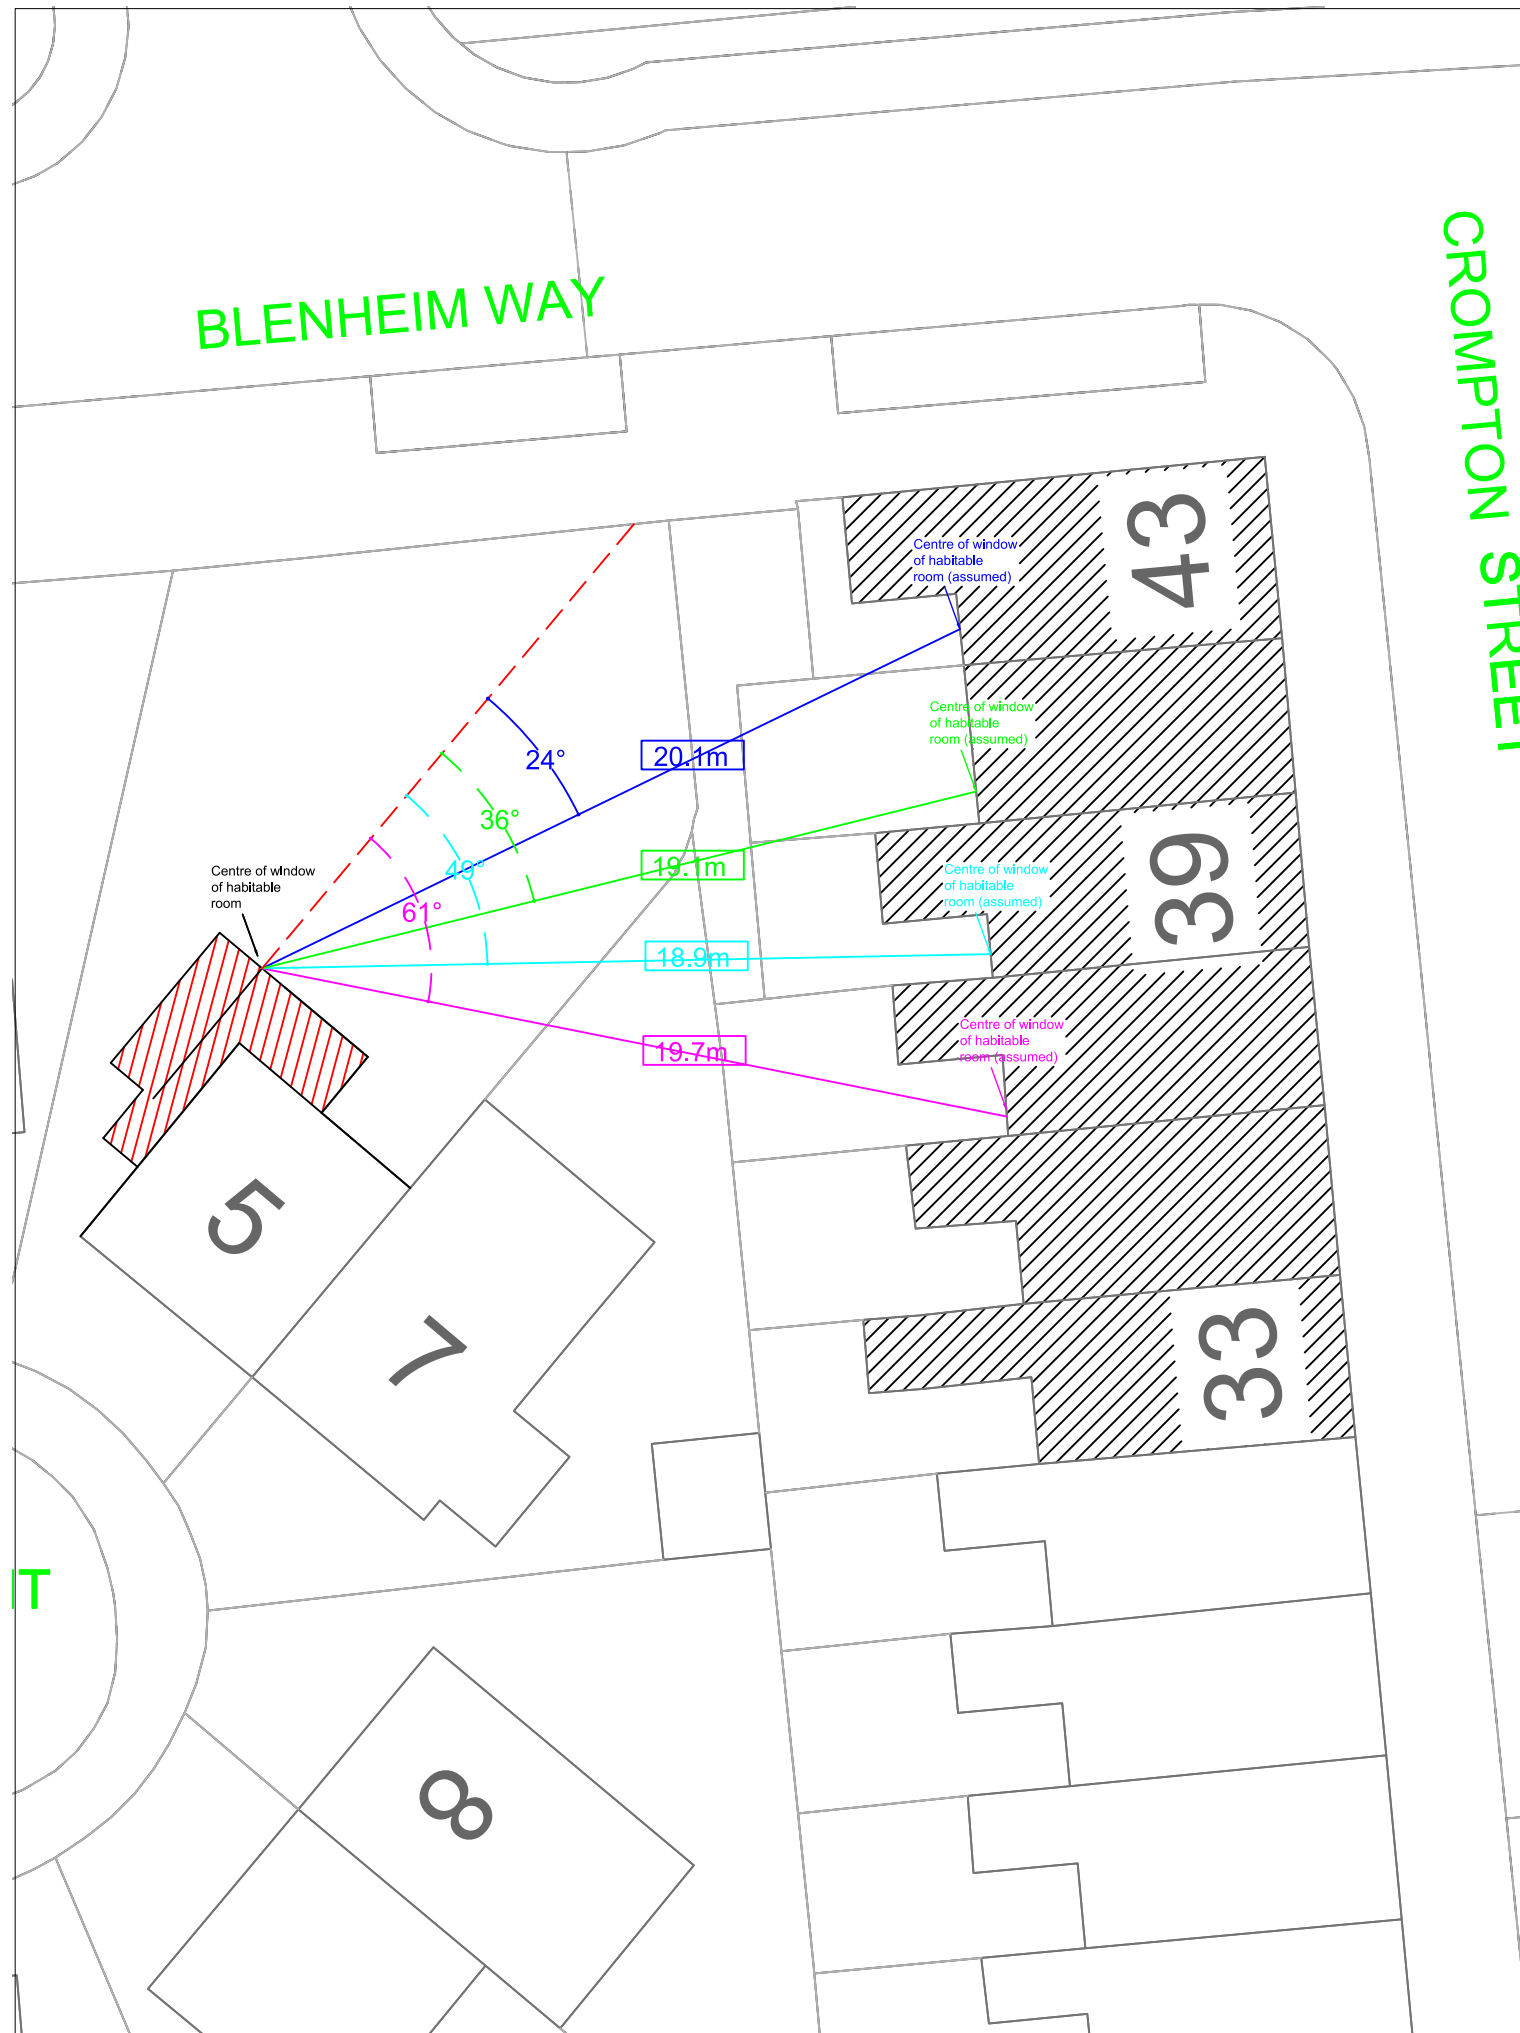 BLENHEIM WAY
CROMPTON STREET
43
Centre of window
of habitable
room (assumed)
Centre of window
of habitable
room (assumed)
24°
20.1m
36°
39
49°
19.1m
Centre of window
of habitable
room
Centre of window
of habitable
room (assumed)
61°
18.9m
Centre of window
of habitable
room (assumed)
19.7m
5
7
33
IT
8